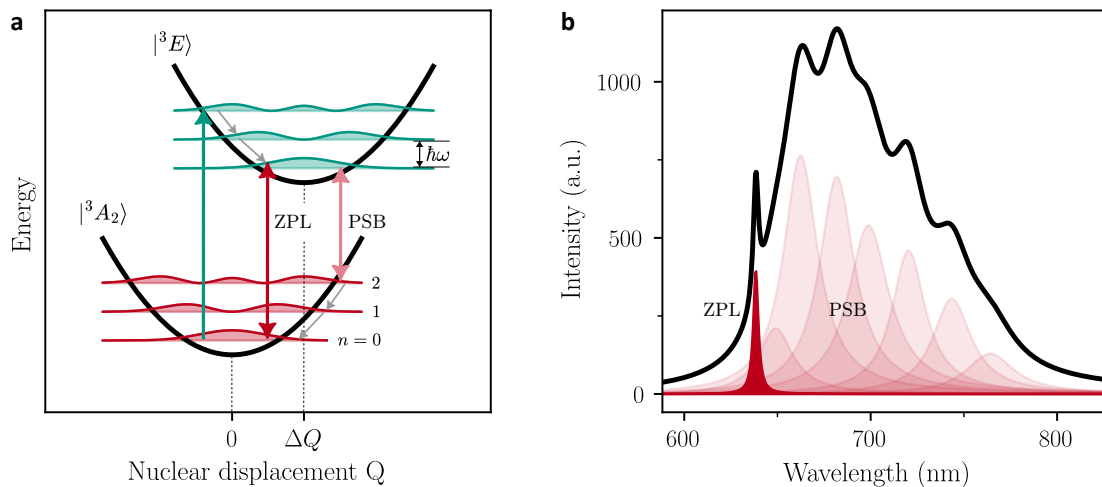 a
|³E⟩
ħω
|³A₂⟩
ZPL
PSB
2
1
n = 0
Energy
0
ΔQ
Nuclear displacement Q
b
1000
500
0
Intensity (a.u.)
ZPL
PSB
600
700
800
Wavelength (nm)